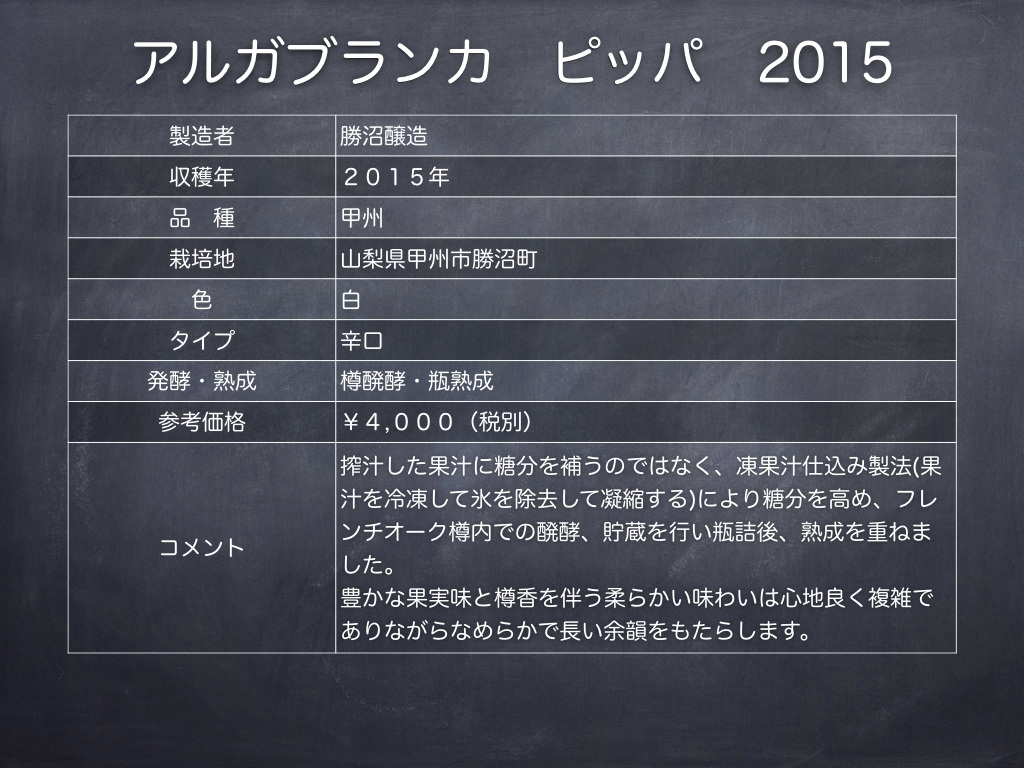 アルガブランカ　ピッパ　2015
製造者 勝沼醸造
収穫年 ２０１５年
品　種 甲州
栽培地 山梨県甲州市勝沼町
色 白
タイプ 辛口
発酵・熟成 樽醗酵・瓶熟成
参考価格 ￥４,０００（税別）
コメント
搾汁した果汁に糖分を補うのではなく、凍果汁仕込み製法(果
汁を冷凍して氷を除去して凝縮する)により糖分を高め、フレ
ンチオーク樽内での醗酵、貯蔵を行い瓶詰後、熟成を重ねま
した。
豊かな果実味と樽香を伴う柔らかい味わいは心地良く複雑で
ありながらなめらかで長い余韻をもたらします。